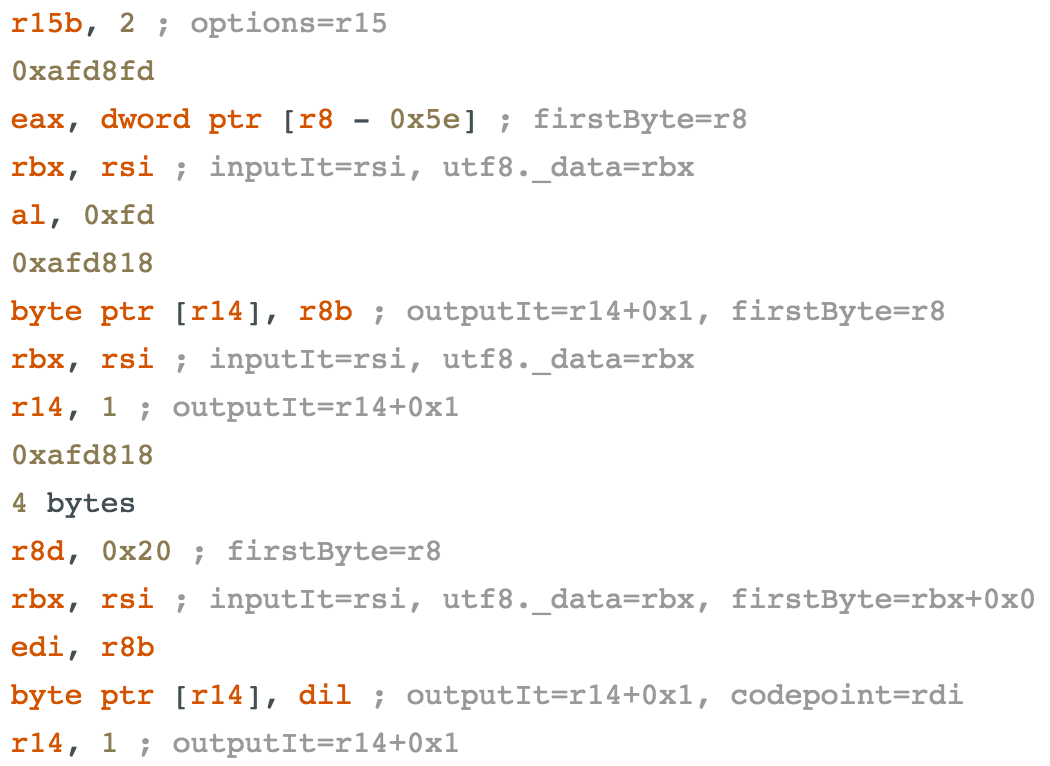 r15b, 2 ; options=r15
0xafd8fd
eax, dword ptr [r8 - 0x5e] ; firstByte=r8
rbx, rsi ; inputIt=rsi, utf8._data=rbx
al, 0xfd
0xafd818
byte ptr [r14], r8b ; outputIt=r14+0x1, firstByte=r8
rbx, rsi ; inputIt=rsi, utf8._data=rbx
r14, 1 ; outputIt=r14+0x1
0xafd818
4 bytes
r8d, 0x20 ; firstByte=r8
rbx, rsi ; inputIt=rsi, utf8._data=rbx, firstByte=rbx+0x0
edi, r8b
byte ptr [r14], dil ; outputIt=r14+0x1, codepoint=rdi
r14, 1 ; outputIt=r14+0x1